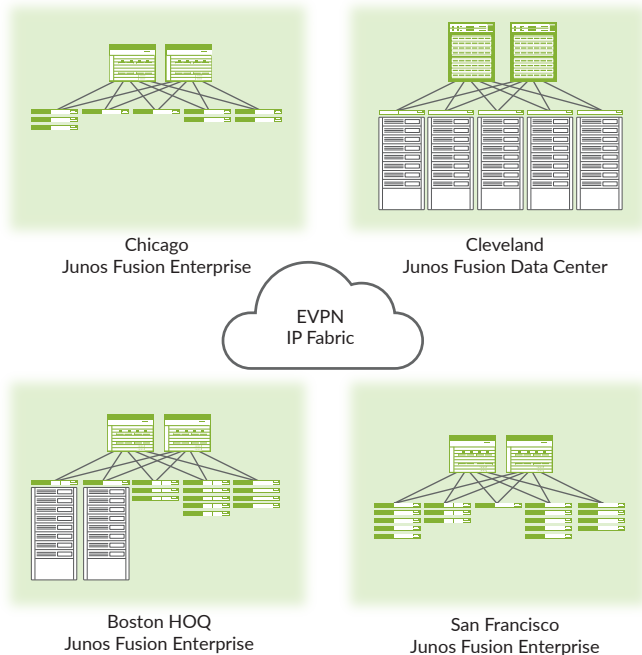 Chicago
Junos Fusion Enterprise
Cleveland
Junos Fusion Data Center
EVPN
IP Fabric
Boston HOQ
Junos Fusion Enterprise
San Francisco
Junos Fusion Enterprise